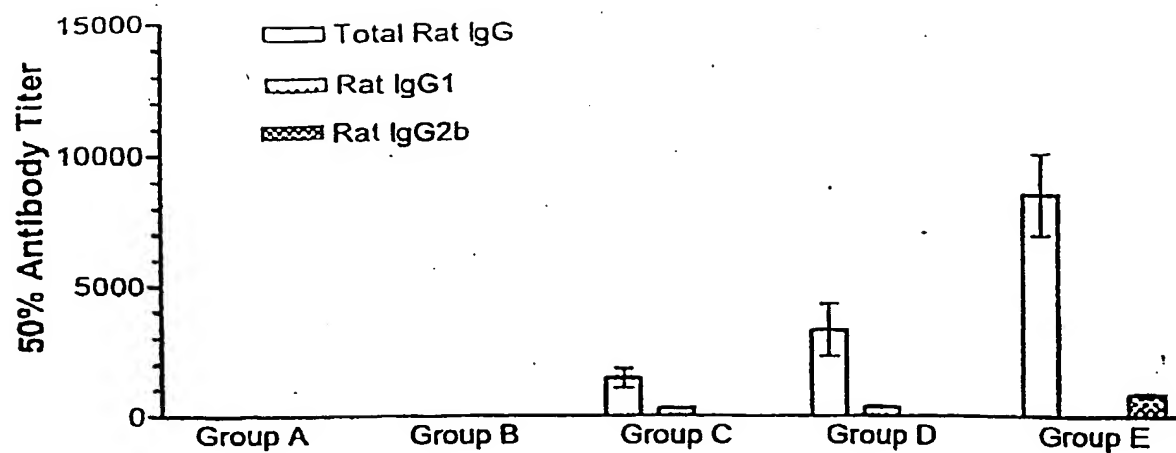 50% Antibody Titer
15000
10000
5000
0
Total Rat IgG
Rat IgG1
Rat IgG2b
Group A
Group B
Group C
Group D
Group E